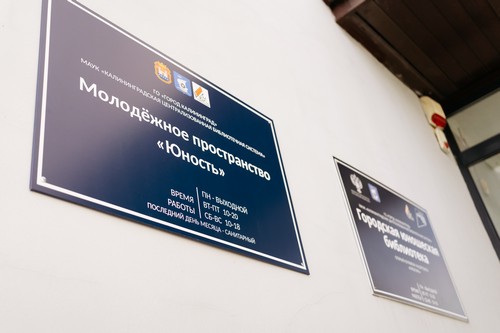 ГО «ГОРОД КАЛИНИНГРАД»
МАУК «КАЛИНИНГРАДСКАЯ ЦЕНТРАЛИЗОВАННАЯ БИБЛИОТЕЧНАЯ СИСТЕМА»
Молодёжное пространство
«Юность»
ВРЕМЯ РАБОТЫ
ПН - ВЫХОДНОЙ
ВТ-ПТ 10-20
СБ-ВС 10-18
ПОСЛЕДНИЙ ДЕНЬ МЕСЯЦА - САНИТАРНЫЙ
Городская юношеская
библиотека